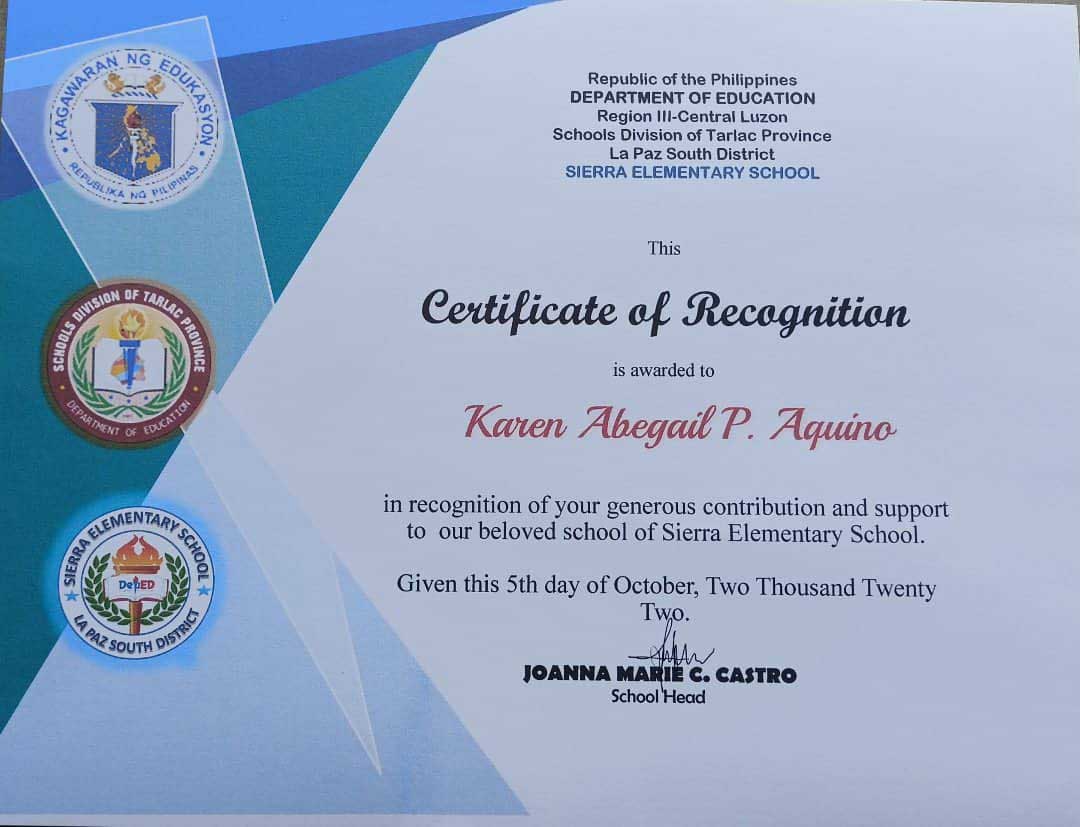 KAGAWARAN NG EDUKASYON
REPUBLIKA NG PILIPINAS
SCHOOLS DIVISION OF TARLAC PROVINCE
DEPARTMENT OF EDUCATION
SIERRA ELEMENTARY SCHOOL
DepED
LA PAZ SOUTH DISTRICT
Republic of the Philippines
DEPARTMENT OF EDUCATION
Region III-Central Luzon
Schools Division of Tarlac Province
La Paz South District
SIERRA ELEMENTARY SCHOOL
This
Certificate of Recognition
is awarded to
Karen Abegail P. Aquino
in recognition of your generous contribution and support
to our beloved school of Sierra Elementary School.
Given this 5th day of October, Two Thousand Twenty
Two.
JOANNA MARIE C. CASTRO
School Head